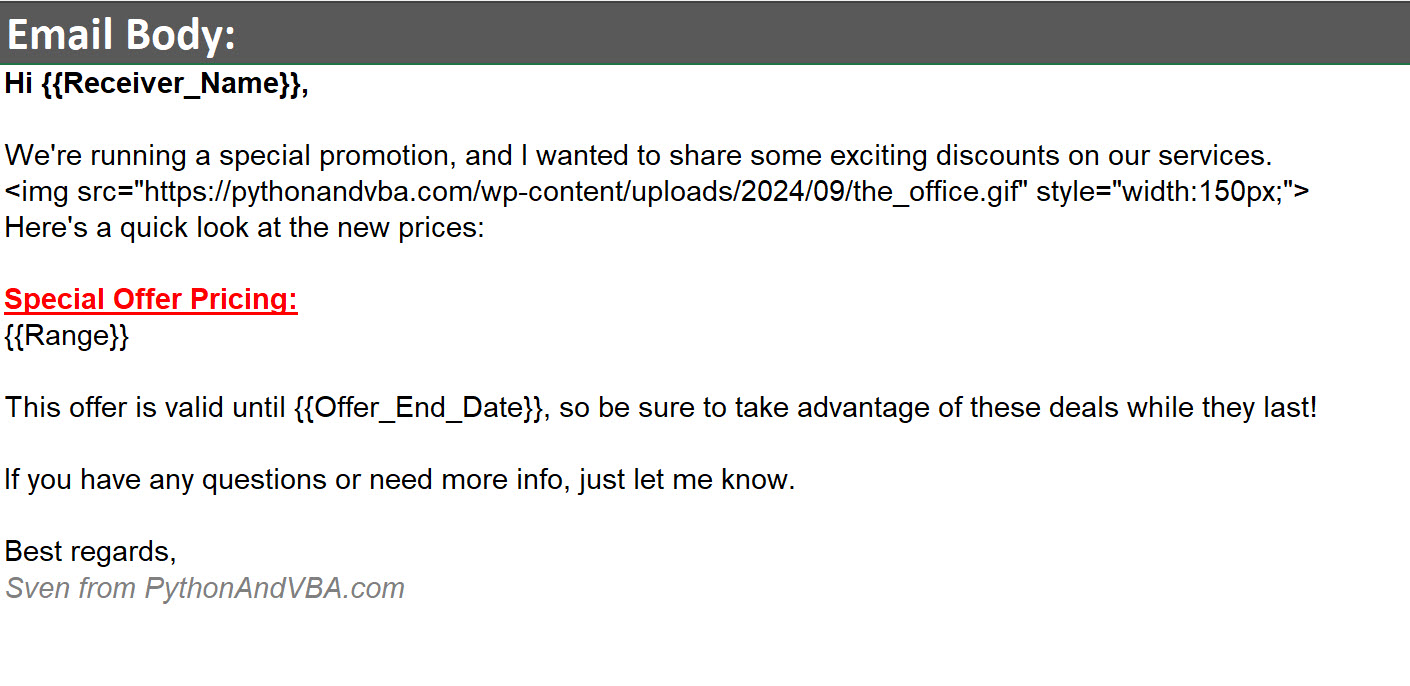 Email Body:
Hi {{Receiver_Name}},
We're running a special promotion, and I wanted to share some exciting discounts on our services.
<img src="https://pythonandvba.com/wp-content/uploads/2024/09/the_office.gif" style="width:150px;">
Here's a quick look at the new prices:
Special Offer Pricing:
{{Range}}
This offer is valid until {{Offer_End_Date}}, so be sure to take advantage of these deals while they last!
If you have any questions or need more info, just let me know.
Best regards,
Sven from PythonAndVBA.com